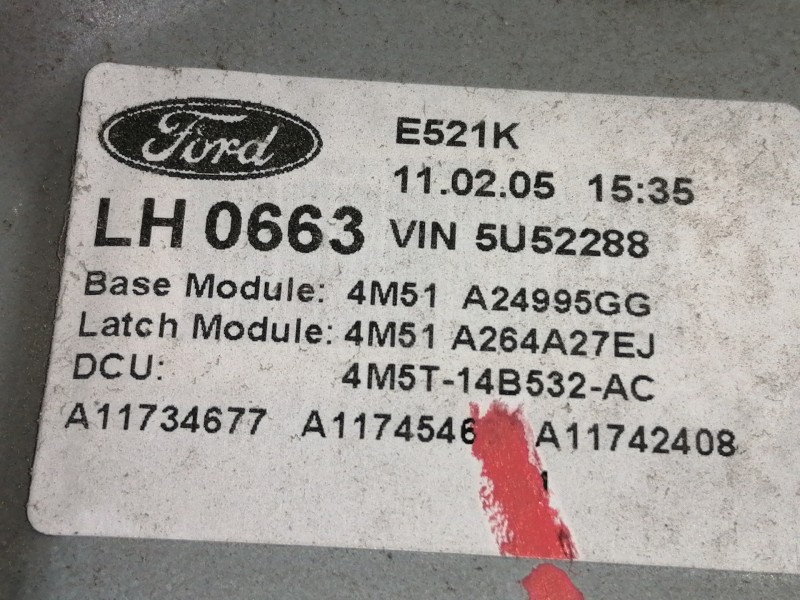 Ford
E521K
11.02.05 15:35
LH 0663 VIN 5U52288
Base Module: 4M51 A24995GG
Latch Module: 4M51 A264A27EJ
DCU: 4M5T-14B532-AC
A11734677 A11742408